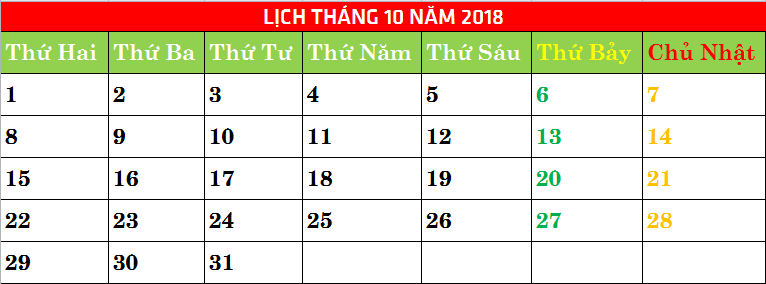 LỊCH THÁNG 10 NĂM 2018
Thứ Hai Thứ Ba Thứ Tư Thứ Năm Thứ Sáu Thứ Bảy Chủ Nhật
1 2 3 4 5 6 7
8 9 10 11 12 13 14
15 16 17 18 19 20 21
22 23 24 25 26 27 28
29 30 31